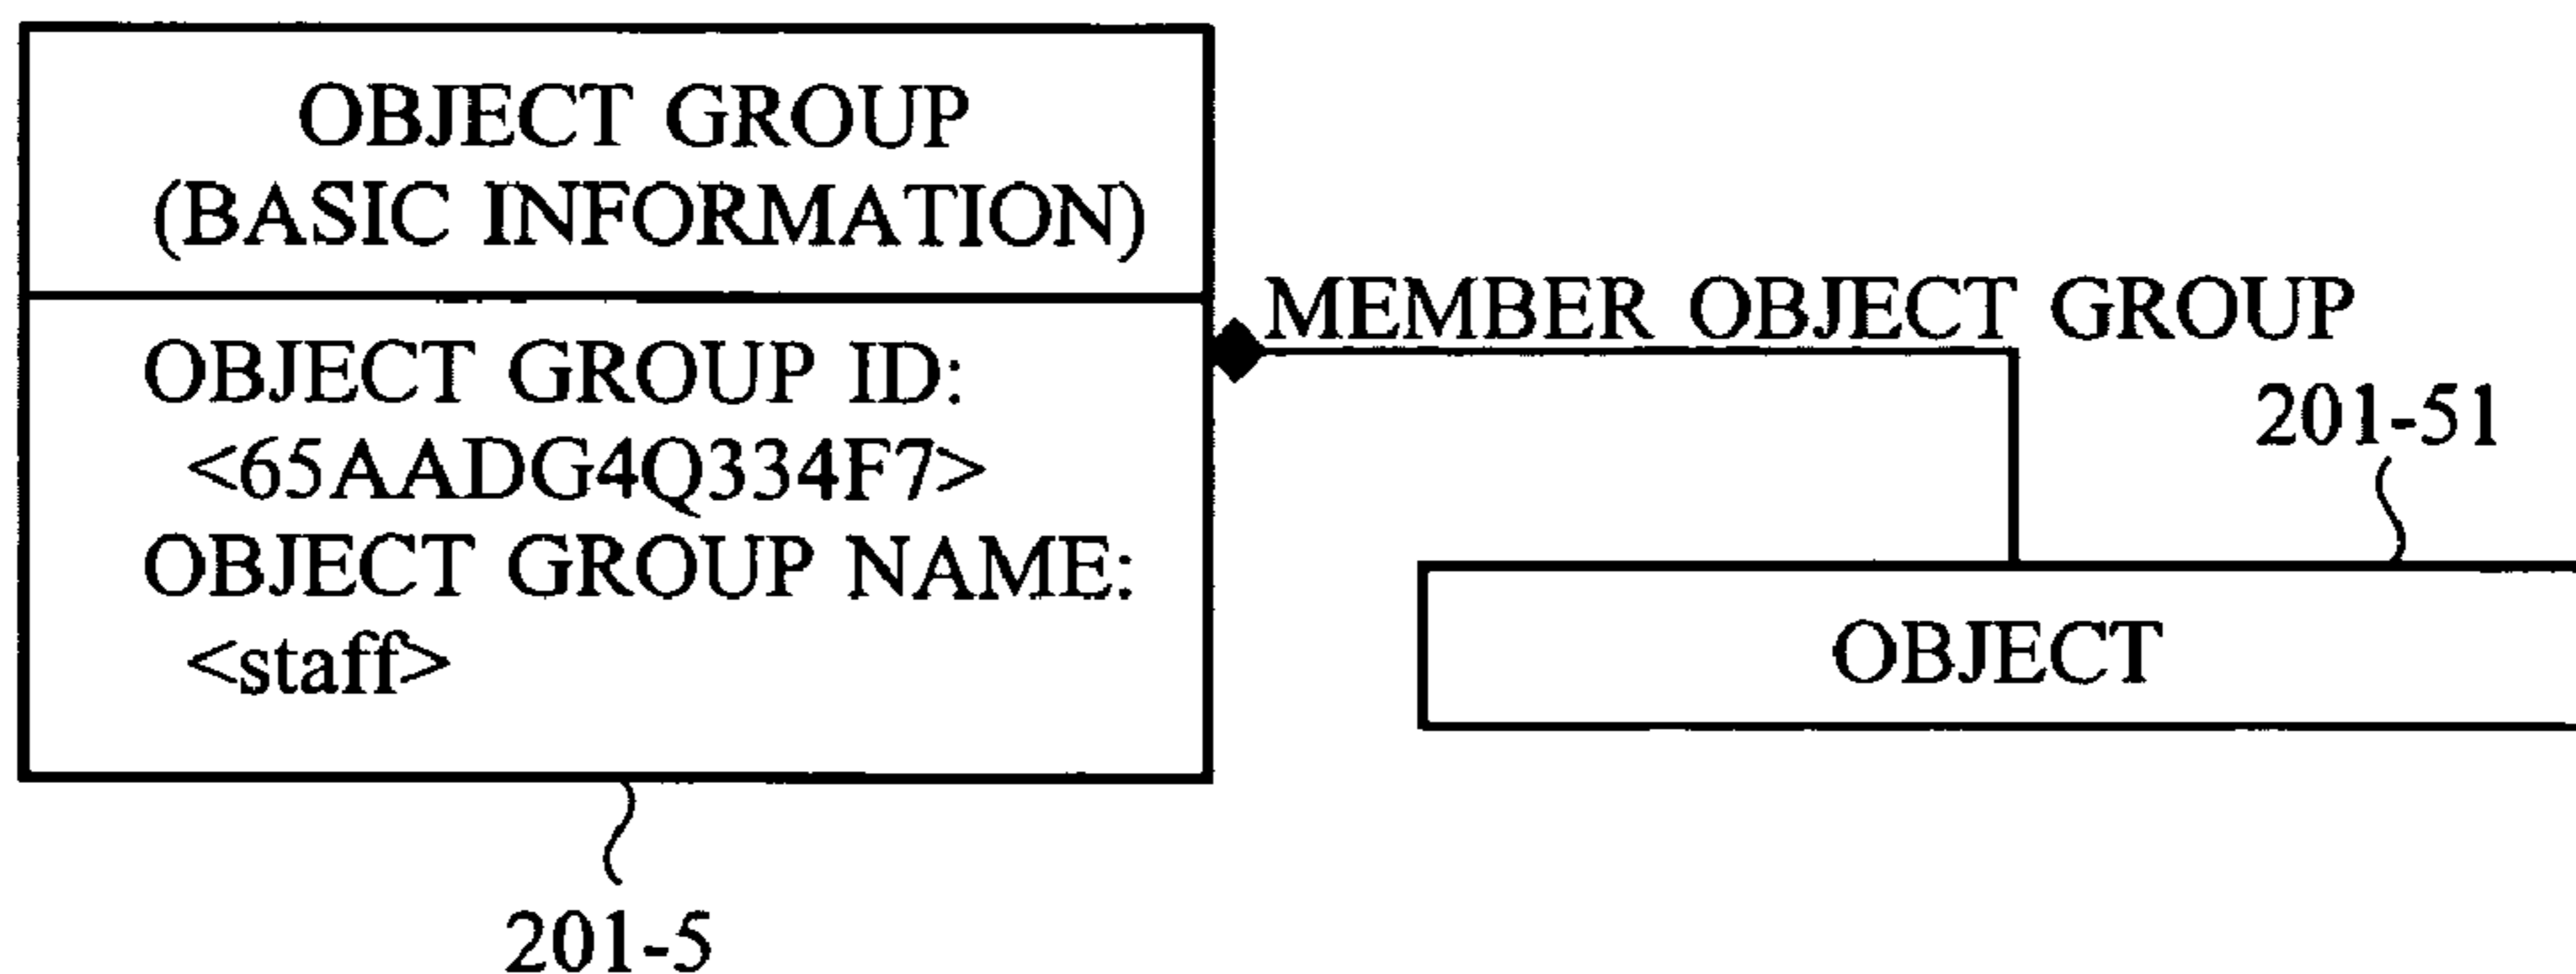 OBJECT GROUP
(BASIC INFORMATION)
OBJECT GROUP ID:
<65AADG4Q334F7>
OBJECT GROUP NAME:
<staff>
201-5
MEMBER OBJECT GROUP
201-51
OBJECT